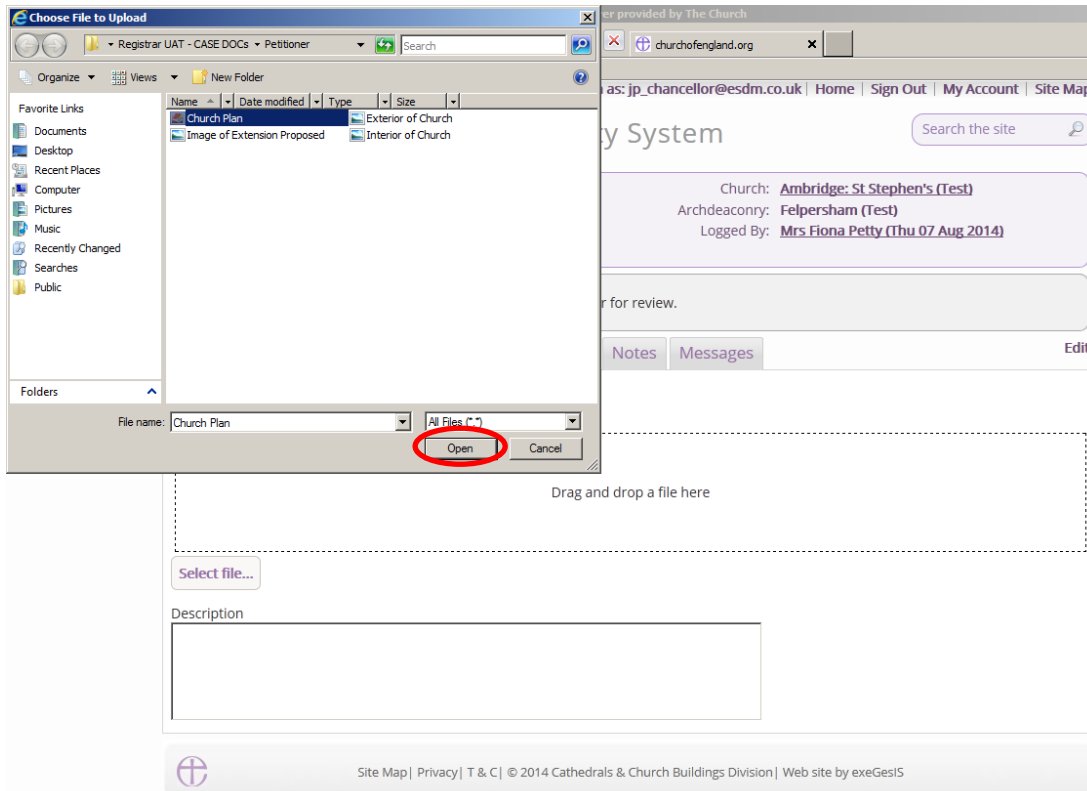 Choose File to Upload
er provided by The Church
Registrar UAT - CASE DOCs Petitioner
Search
churchofengland.org
Organize
Views
New Folder
as: jp_chancellor@esdm.co.uk | Home | Sign Out | My Account | Site Map
Favorite Links
Name
Date modified
Type
Size
Church Plan
Exterior of Church
Image of Extension Proposed
Interior of Church
Documents
Desktop
Recent Places
Computer
Pictures
Music
Recently Changed
Searches
Public
Folders
y System
Search the site
Church: Ambridge: St Stephen's (Test)
Archdeaconry: Felpersham (Test)
Logged By: Mrs Fiona Petty (Thu 07 Aug 2014)
r for review.
Notes
Messages
Edit
File name: Church Plan
All Files (*.*)
Open
Cancel
Drag and drop a file here
Select file...
Description
Site Map| Privacy| T & C| © 2014 Cathedrals & Church Buildings Division| Web site by exeGesIS